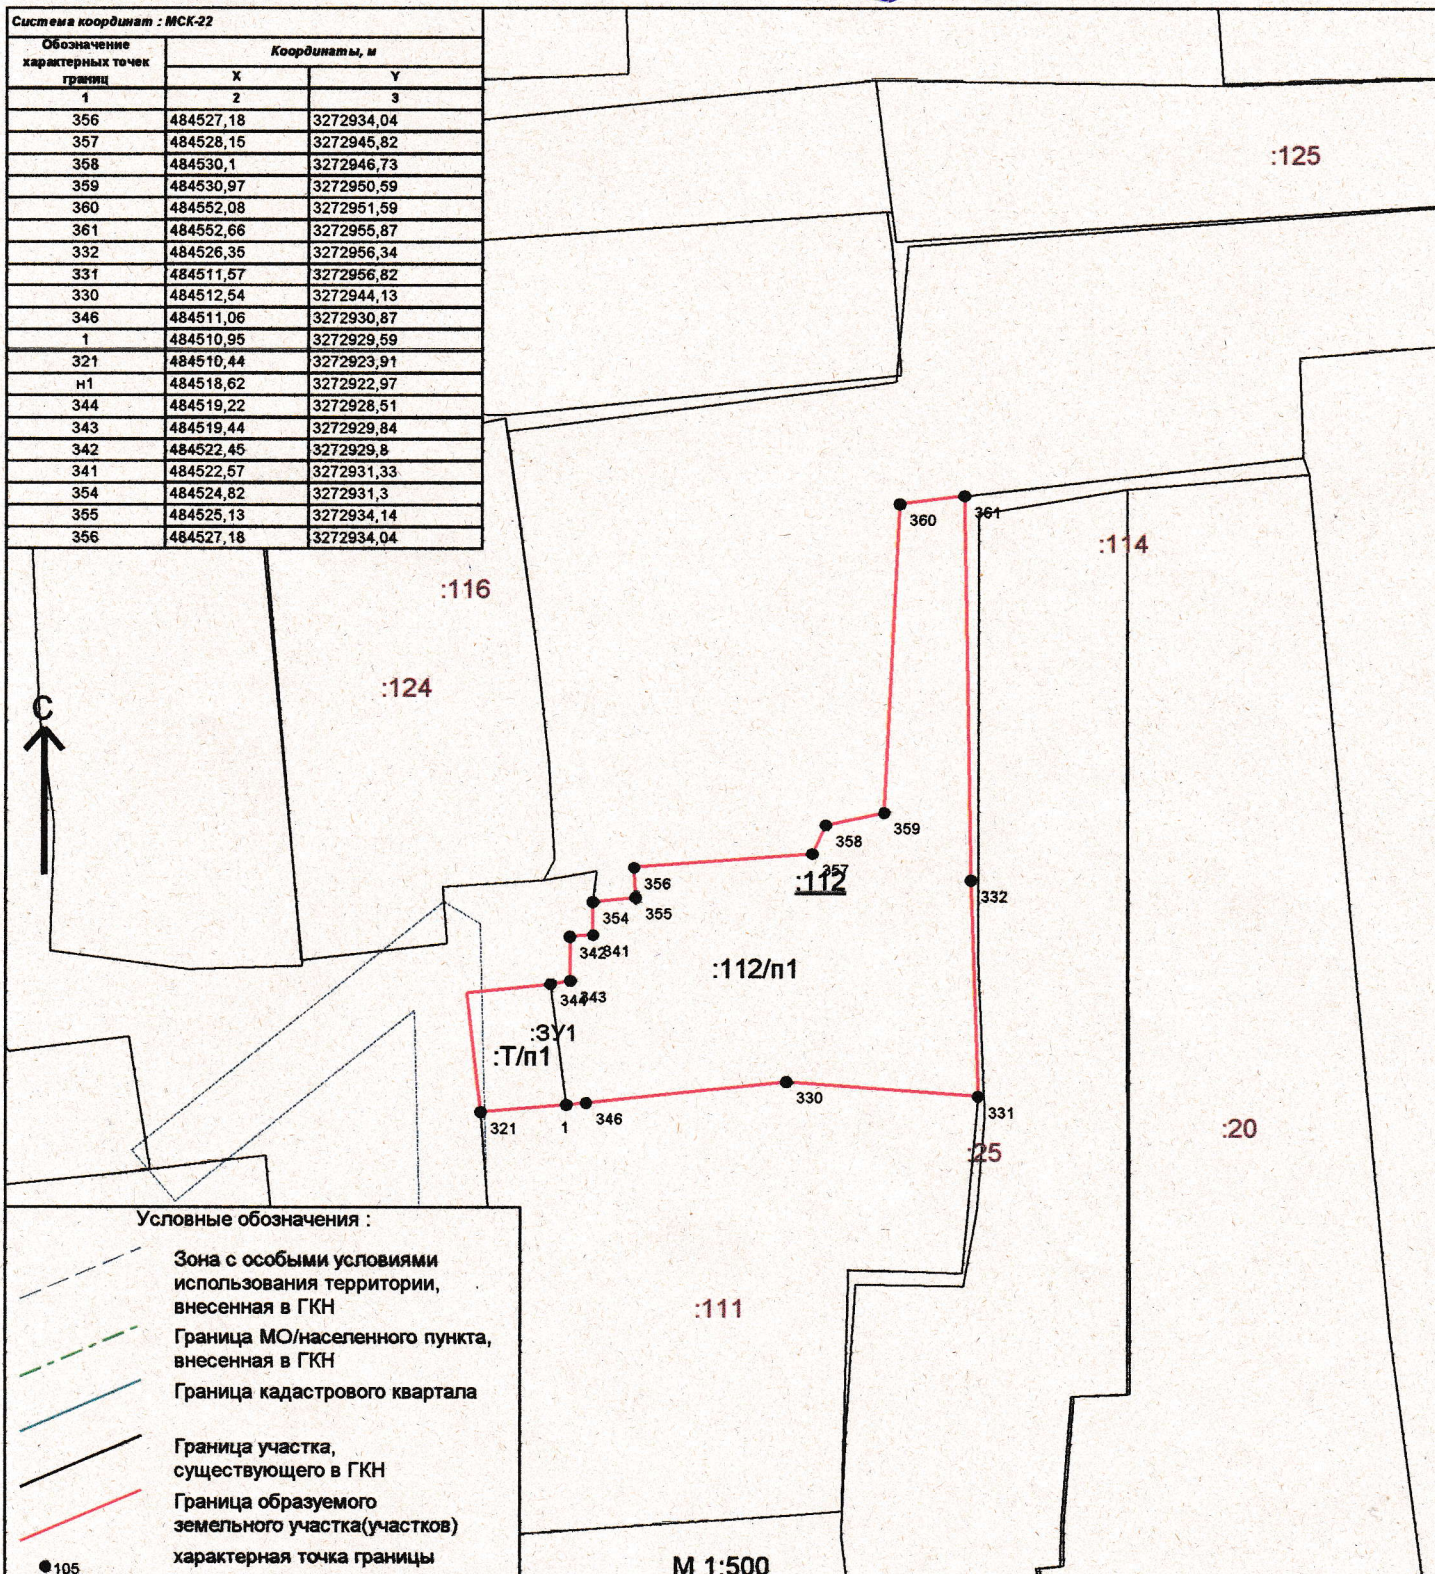 Система координат : МСК-22
Обозначение характерных точек границ
Координаты, м
X Y
1 2 3
356 484527,18 3272934,04
357 484528,15 3272945,82
358 484530,1 3272946,73
359 484530,97 3272950,59
360 484552,08 3272951,59
361 484552,66 3272955,87
332 484526,35 3272956,34
331 484511,57 3272956,82
330 484512,54 3272944,13
346 484511,06 3272930,87
1 484510,95 3272929,59
321 484510,44 3272923,91
н1 484518,62 3272922,97
344 484519,22 3272928,51
343 484519,44 3272929,84
342 484522,45 3272929,8
341 484522,57 3272931,33
354 484524,82 3272931,3
355 484525,13 3272934,14
356 484527,18 3272934,04
:125
360
361
:114
:116
:124
С
359
358
357
:112
356
332
354
355
342
341
:112/п1
344
343
:ЗУ1
:Т/п1
330
346
331
321
1
:20
:25
:111
Условные обозначения :
Зона с особыми условиями
использования территории,
внесенная в ГКН
Граница МО/населенного пункта,
внесенная в ГКН
Граница кадастрового квартала
Граница участка,
существующего в ГКН
Граница образуемого
земельного участка(участков)
характерная точка границы
105
М 1:500